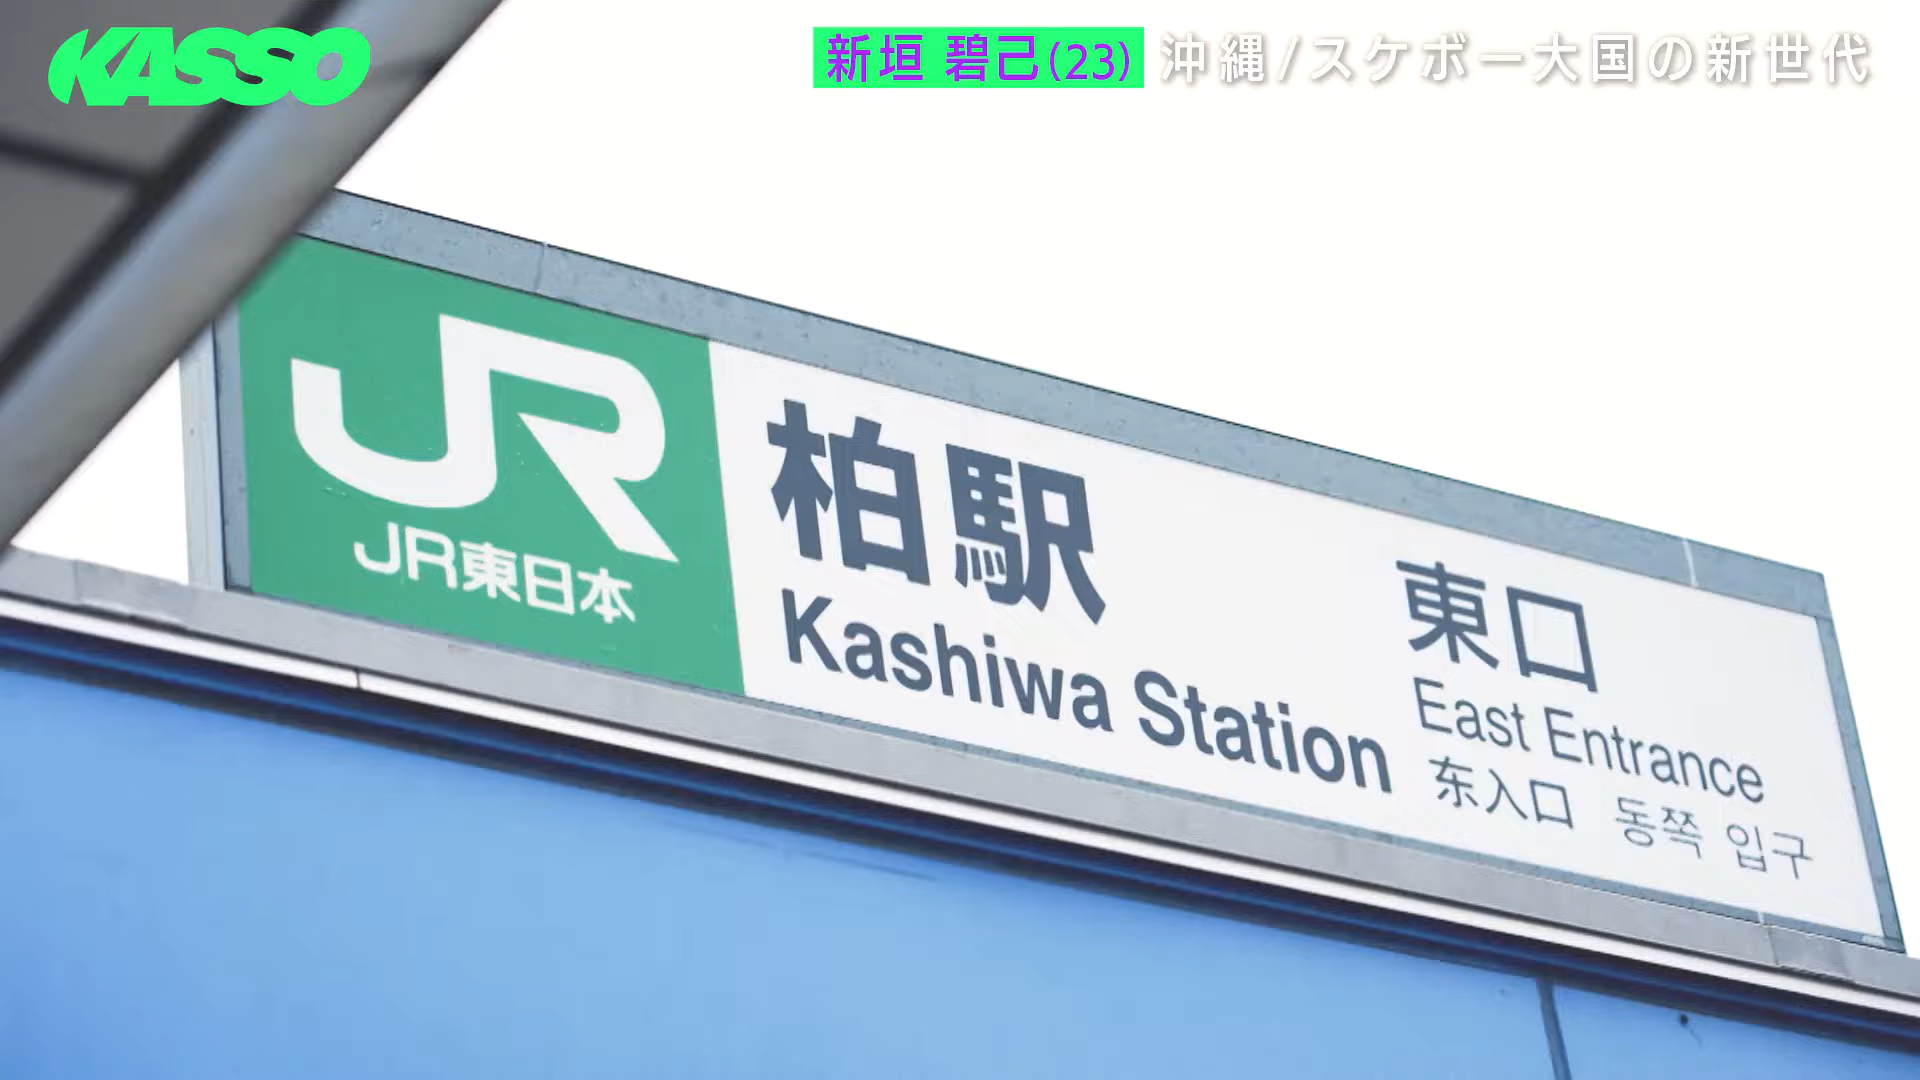 KASSO
新垣 碧己(23) 沖縄/スケボー大国の新世代
JR
JR東日本
柏駅
Kashiwa Station
東口
East Entrance
东入口 동쪽 입구